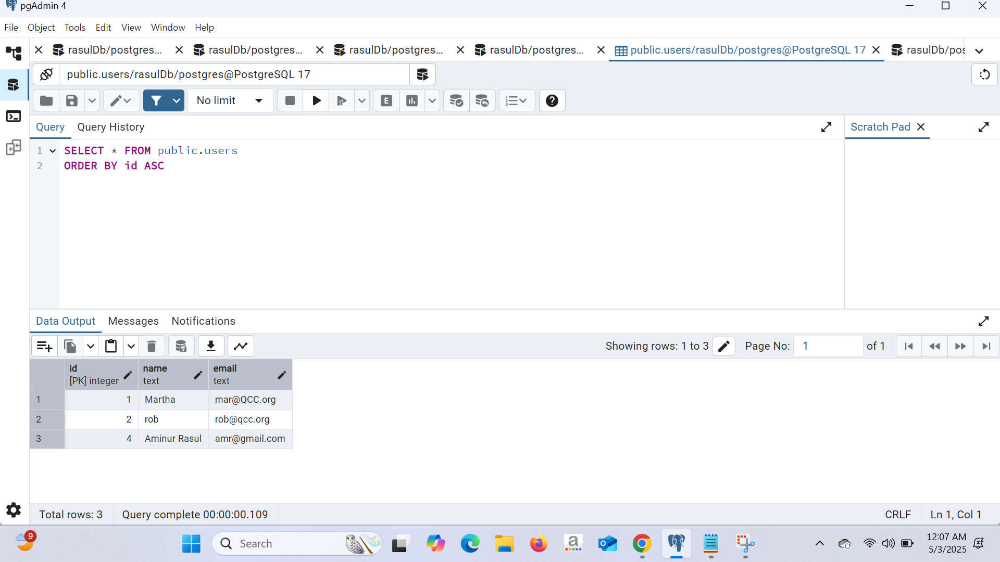 pgAdmin 4
File Object Tools Edit View Window Help
rasulDb/postgres... rasulDb/postgres... rasulDb/postgres... rasulDb/postgres... public.users/rasulDb/postgres@PostgreSQL 17 rasulDb/pos
public.users/rasulDb/postgres@PostgreSQL 17
No limit E
Query Query History Scratch Pad
1 SELECT * FROM public.users
2 ORDER BY id ASC
Data Output Messages Notifications
Showing rows: 1 to 3 Page No: 1 of 1
id name email
[PK] integer text text
1 1 Martha mar@QCC.org
2 2 rob rob@qcc.org
3 4 Aminur Rasul amr@gmail.com
Total rows: 3 Query complete 00:00:00.109 CRLF Ln 1, Col 1
9 Search 12:07 AM
5/3/2025